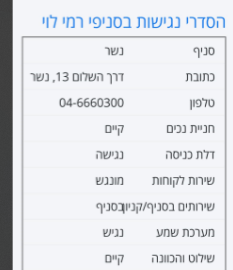 הסדרי נגישות בסניפי רמי לוי
סניף נשר
כתובת דרך השלום 13, נשר
טלפון 04-6660300
חניית נכים קיים
דלת כניסה נגישה
שירות לקוחות מונגש
שירותים בסניף/קניון בסניף
מערכת שמע נגיש
שילוט והכוונה קיים